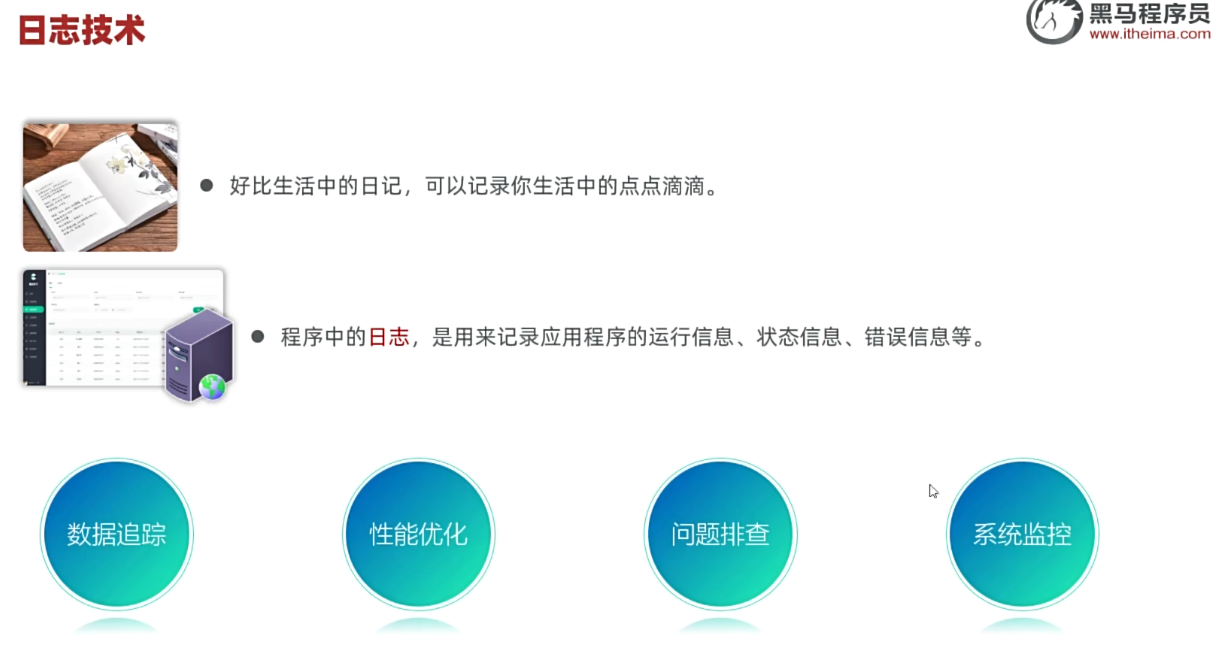 日志技术
黑马程序员
www.itheima.com
好比生活中的日记，可以记录你生活中的点点滴滴。
程序中的日志，是用来记录应用程序的运行信息、状态信息、错误信息等。
数据追踪
性能优化
问题排查
系统监控